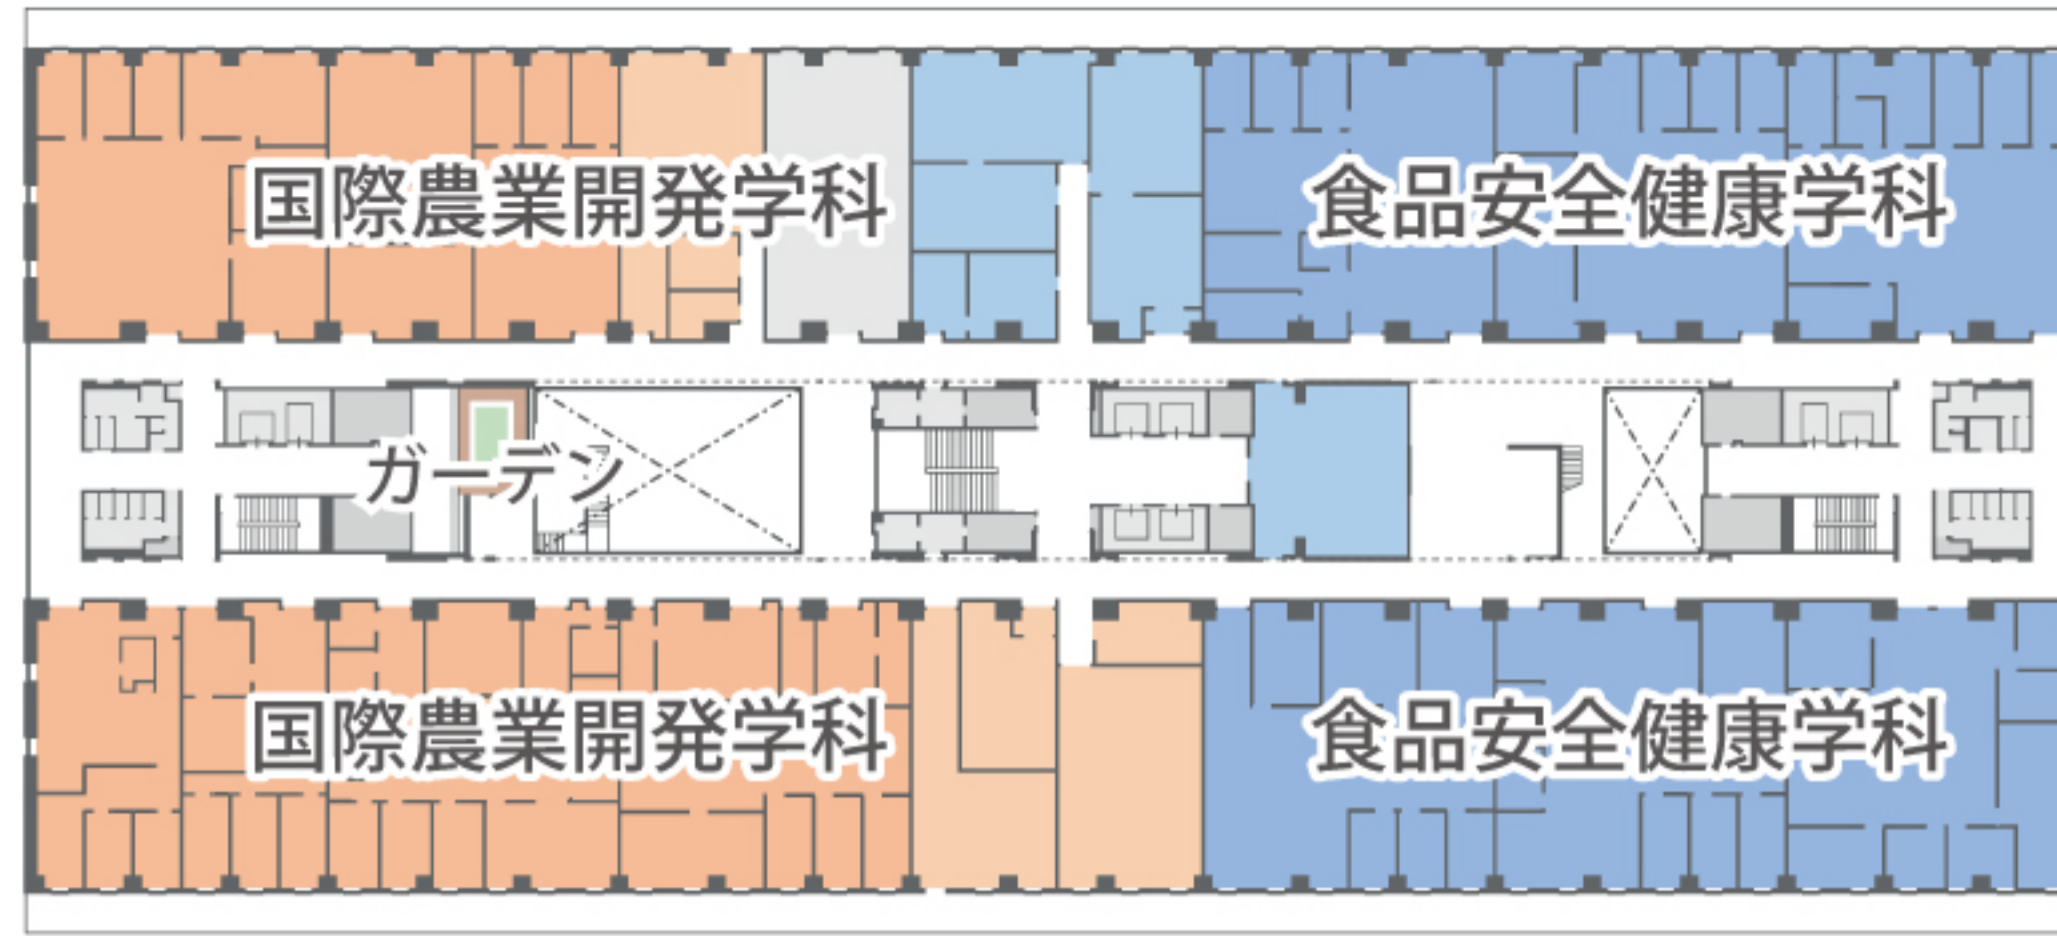 国際農業開発学科
食品安全健康学科
ガーデン
国際農業開発学科
食品安全健康学科